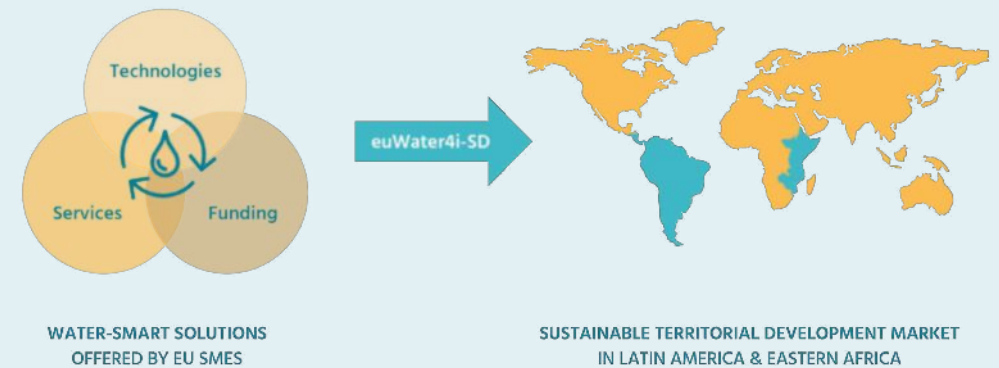 Technologies
Services
Funding
euWater4i-SD
WATER-SMART SOLUTIONS
OFFERED BY EU SMES
SUSTAINABLE TERRITORIAL DEVELOPMENT MARKET
IN LATIN AMERICA & EASTERN AFRICA